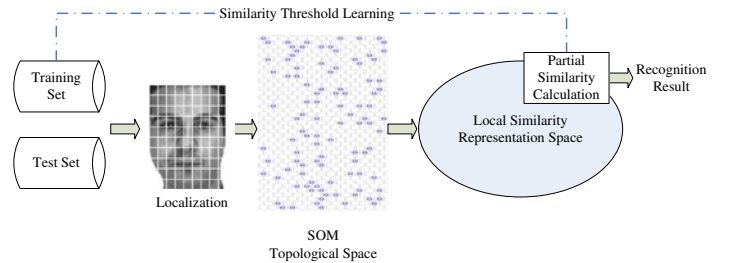 Similarity Threshold Learning
Training
Set
Test Set
Localization
SOM
Topological Space
Local Similarity
Representation Space
Partial
Similarity
Calculation
Recognition
Result